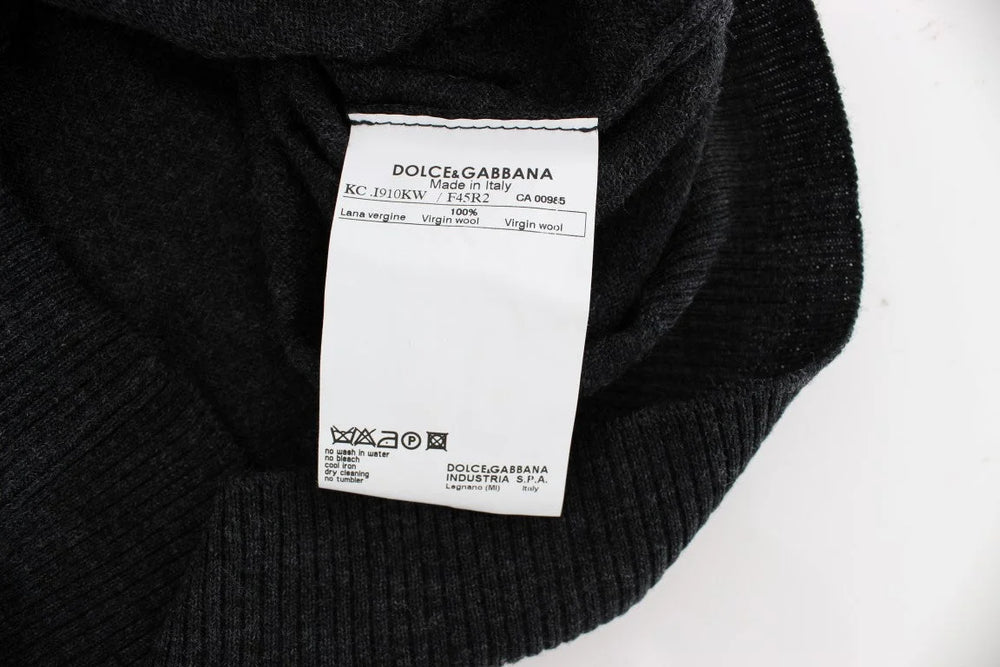 DOLCE&GABBANA
Made in Italy
KC .I910KW / F45R2 CA 00985
100%
Lana vergine Virgin wool Virgin wool
no wash in water
no bleach
cool iron
dry cleaning
no tumbler
DOLCE&GABBANA
INDUSTRIA S.P.A.
Legnano (MI) Italy